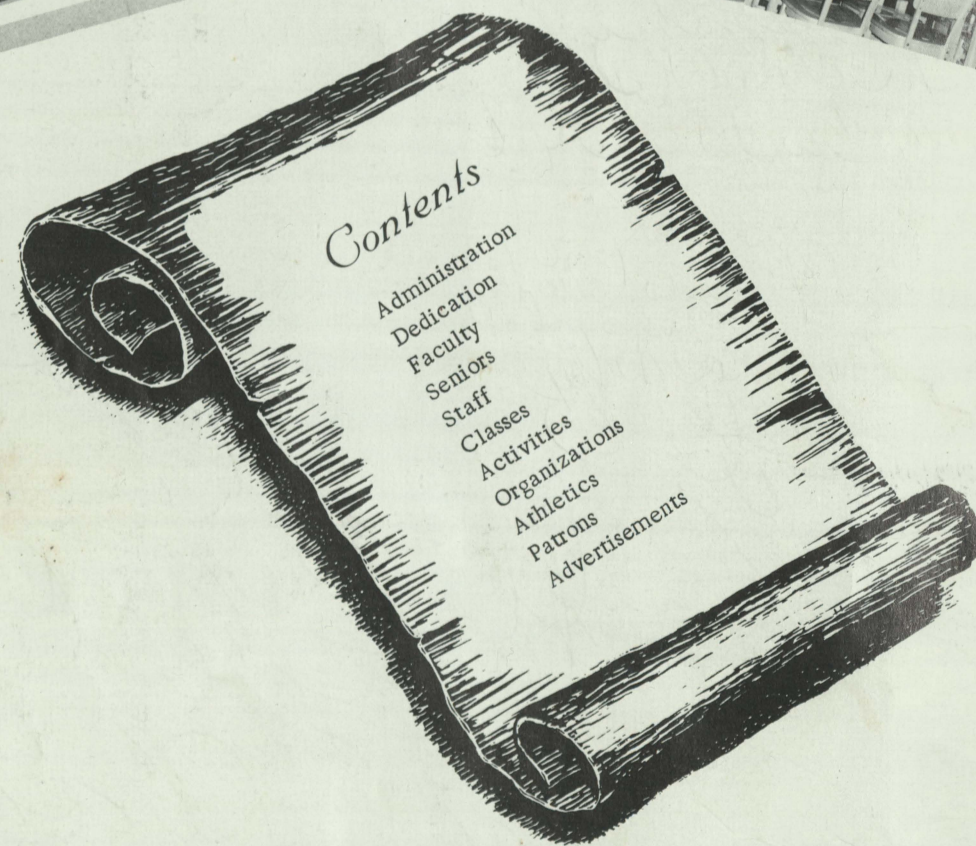 Contents
Administration
Dedication
Faculty
Seniors
Staff
Classes
Activities
Organizations
Athletics
Patrons
Advertisements